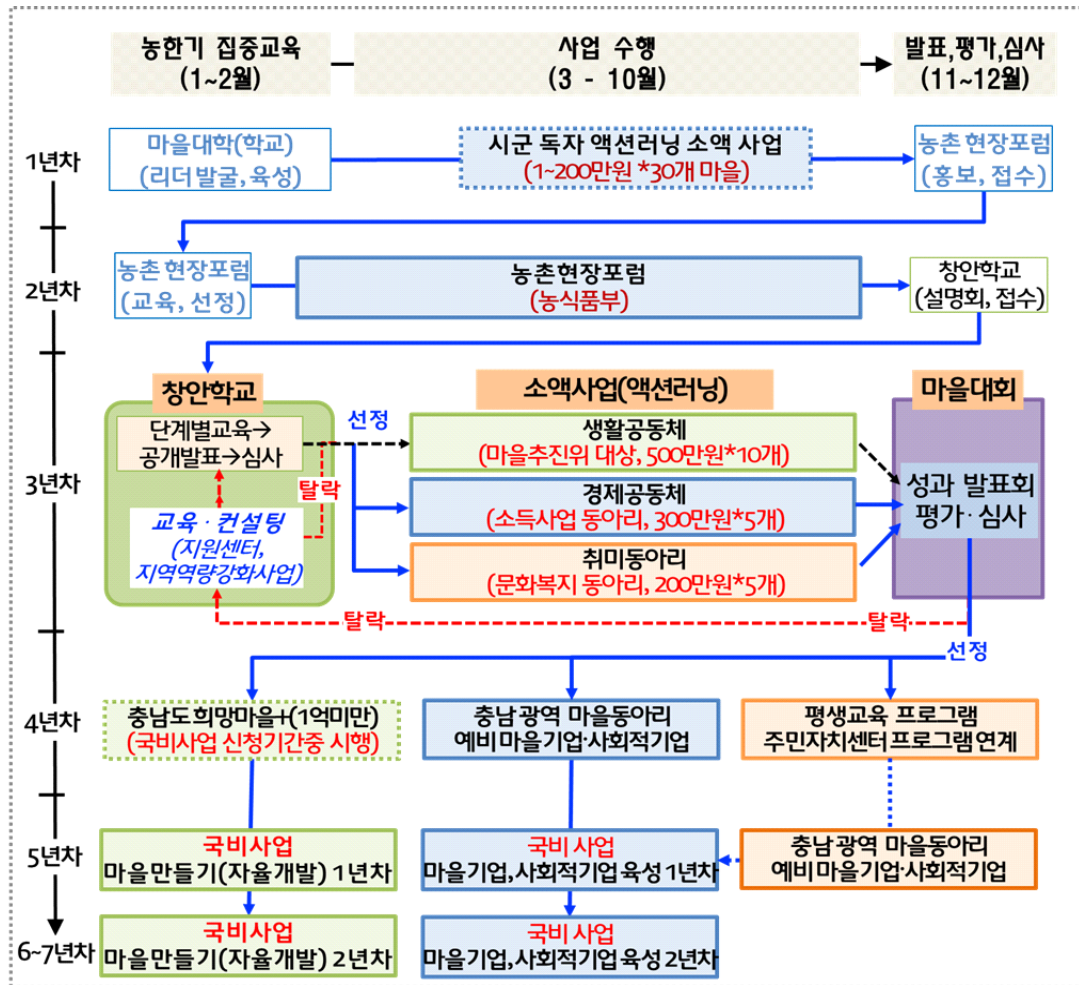 농한기 집중교육
(1~2월)
사업 수행
(3 - 10월)
발표,평가,심사
(11~12월)
1년차
마을대학(학교)
(리더 발굴, 육성)
시군 독자 액션러닝 소액 사업
(1~200만원 *30개 마을)
농촌 현장포럼
(홍보, 접수)
2년차
농촌 현장포럼
(교육, 선정)
농촌현장포럼
(농식품부)
창안학교
(설명회, 접수)
3년차
창안학교
단계별교육→
공개발표→심사
탈락
교육·컨설팅
(지원센터,
지역역량강화사업)
선정
소액사업(액션러닝)
생활공동체
(마을추진위 대상, 500만원*10개)
경제공동체
(소득사업 동아리, 300만원*5개)
취미동아리
(문화복지 동아리, 200만원*5개)
마을대회
성과 발표회
평가·심사
탈락
탈락
선정
4년차
충남도 희망마을+(1억미만)
(국비사업 신청기간중 시행)
충남 광역 마을동아리
예비 마을기업·사회적기업
평생교육 프로그램
주민자치센터 프로그램 연계
5년차
국비사업
마을만들기(자율개발) 1년차
국비 사업
마을기업,사회적기업 육성 1년차
충남 광역 마을동아리
예비 마을기업·사회적기업
6~7년차
국비사업
마을만들기(자율개발) 2년차
국비 사업
마을기업,사회적기업 육성 2년차